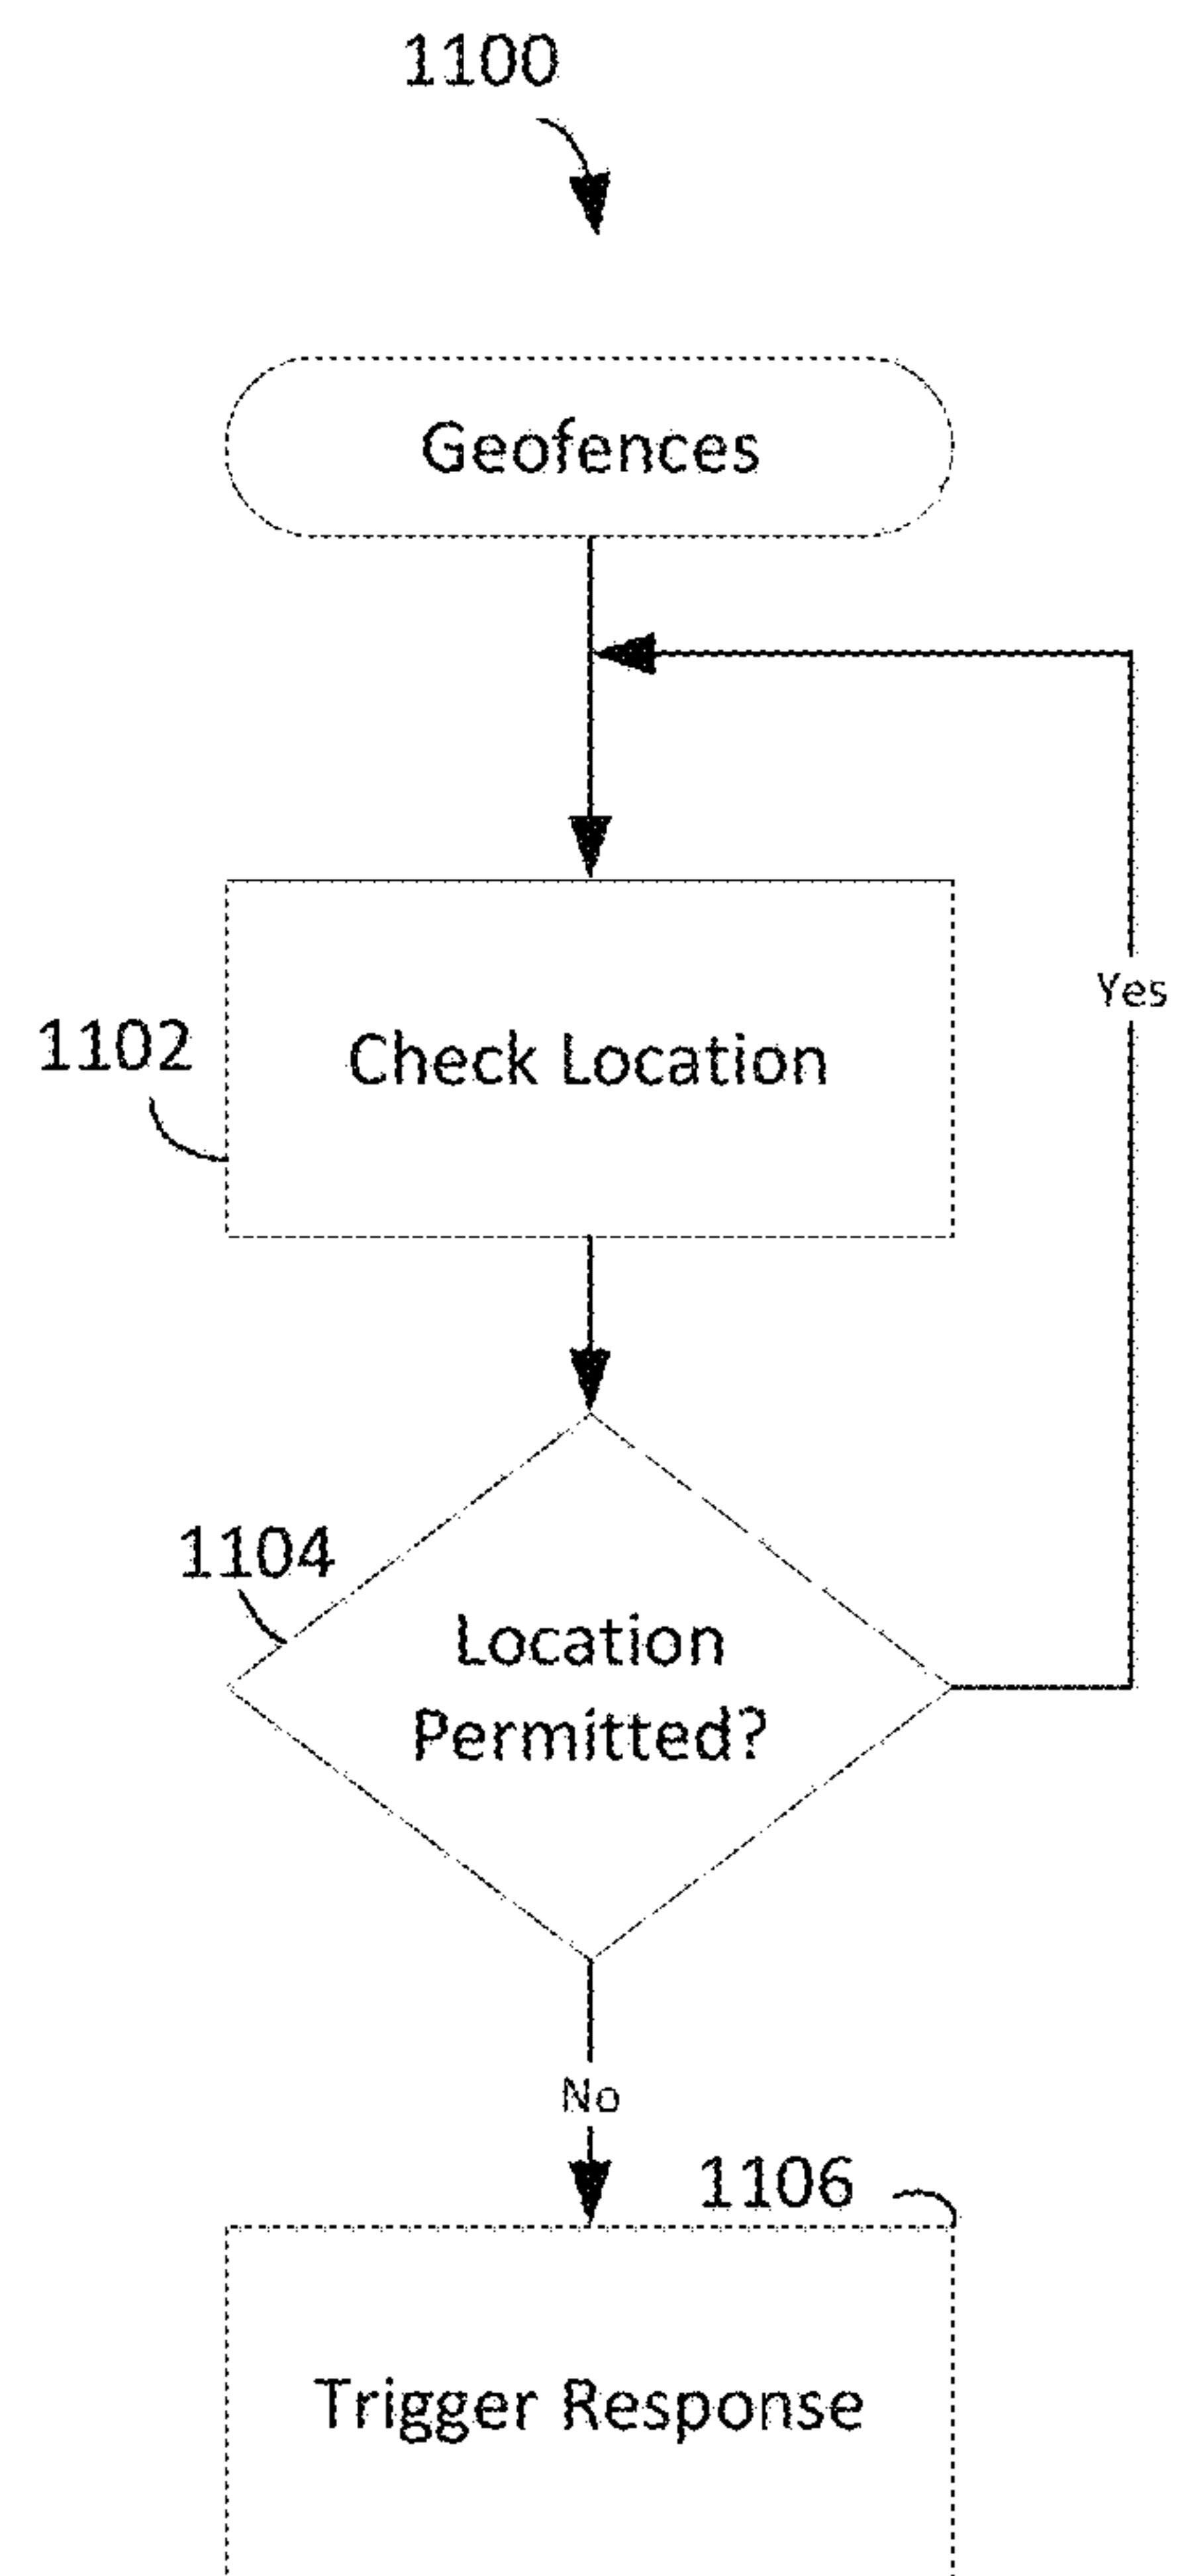 1100
Geofences
Yes
1102
Check Location
1104
Location
Permitted?
No
1106
Trigger Response